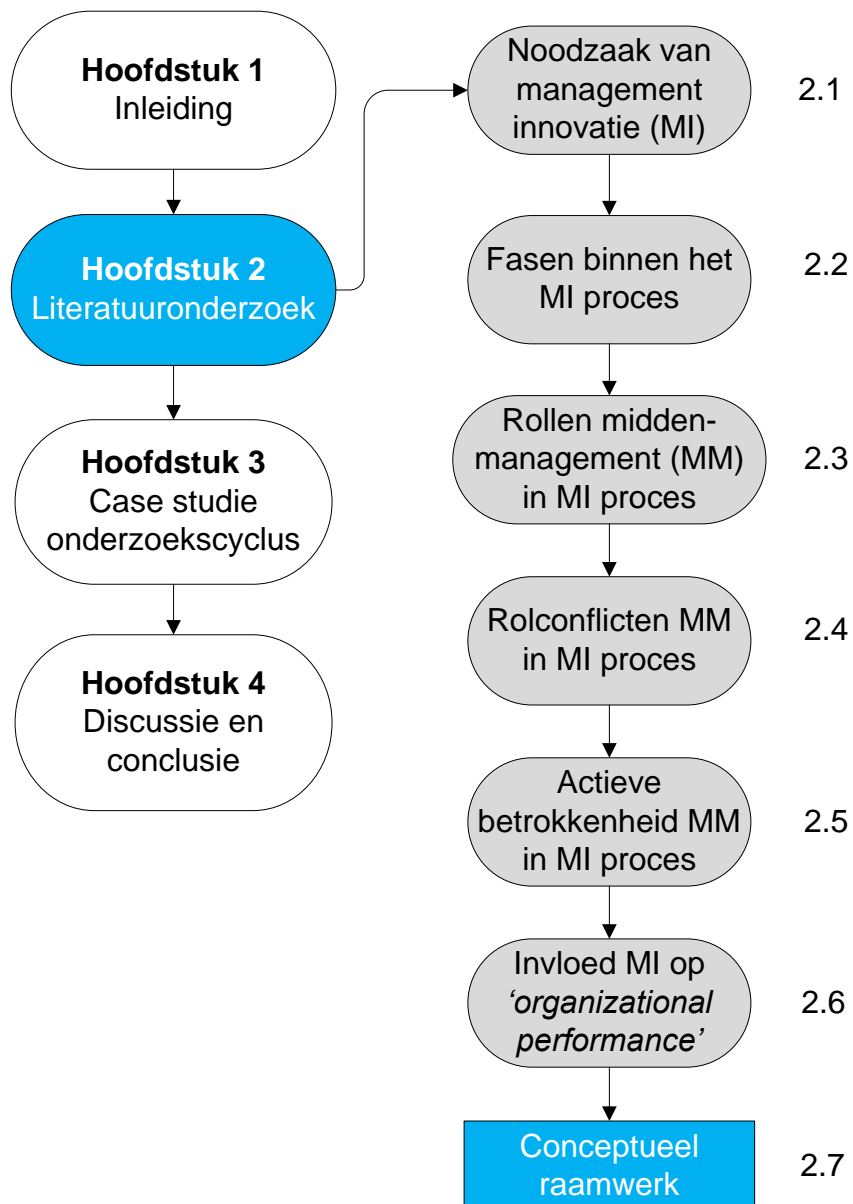 Hoofdstuk 1
Inleiding
Hoofdstuk 2
Literatuuronderzoek
Hoofdstuk 3
Case studie
onderzoekscyclus
Hoofdstuk 4
Discussie en
conclusie
Noodzaak van
management
innovatie (MI)
2.1
Fasen binnen het
MI proces
2.2
Rollen midden-
management (MM)
in MI proces
2.3
Rolconflicten MM
in MI proces
2.4
Actieve
betrokkenheid MM
in MI proces
2.5
Invloed MI op
‘organizational
performance’
2.6
Conceptueel
raamwerk
2.7